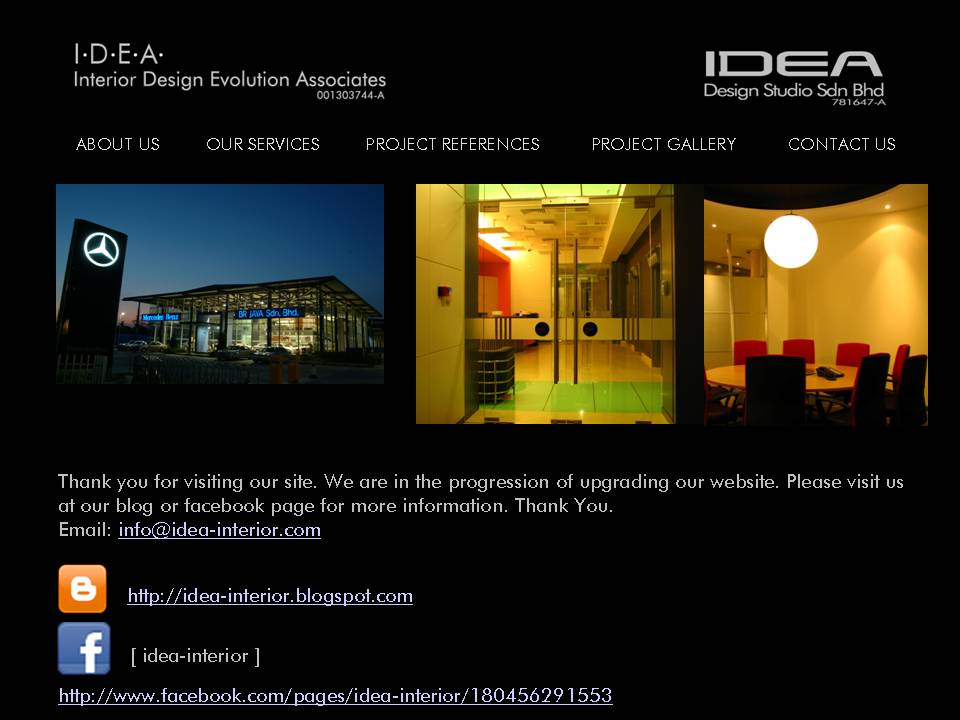 I·D·E·A·
Interior Design Evolution Associates
001303744-A
IDEA
Design Studio Sdn Bhd
781647-A
ABOUT US OUR SERVICES PROJECT REFERENCES PROJECT GALLERY CONTACT US
Mercedes Benz
BR JAYA Sdn. Bhd.
Thank you for visiting our site. We are in the progression of upgrading our website. Please visit us
at our blog or facebook page for more information. Thank You.
Email: info@idea-interior.com
http://idea-interior.blogspot.com
[ idea-interior ]
http://www.facebook.com/pages/idea-interior/180456291553